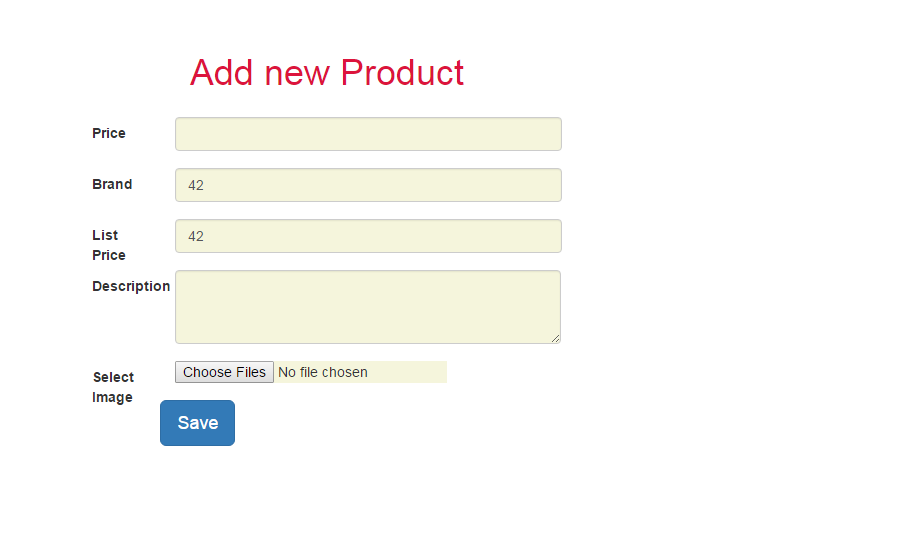 Add new Product
Price
Brand
42
List
Price
42
Description
Select
Image
Choose Files No file chosen
Save